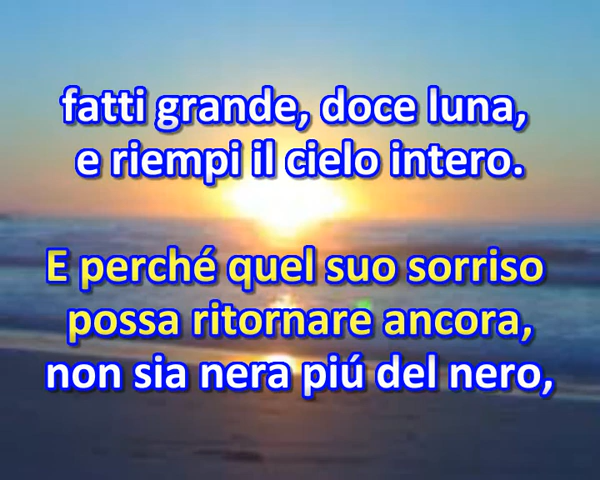 fatti grande, doce luna,
e riempi il cielo intero.
E perché quel suo sorriso
possa ritornare ancora,
non sia nera piú del nero,